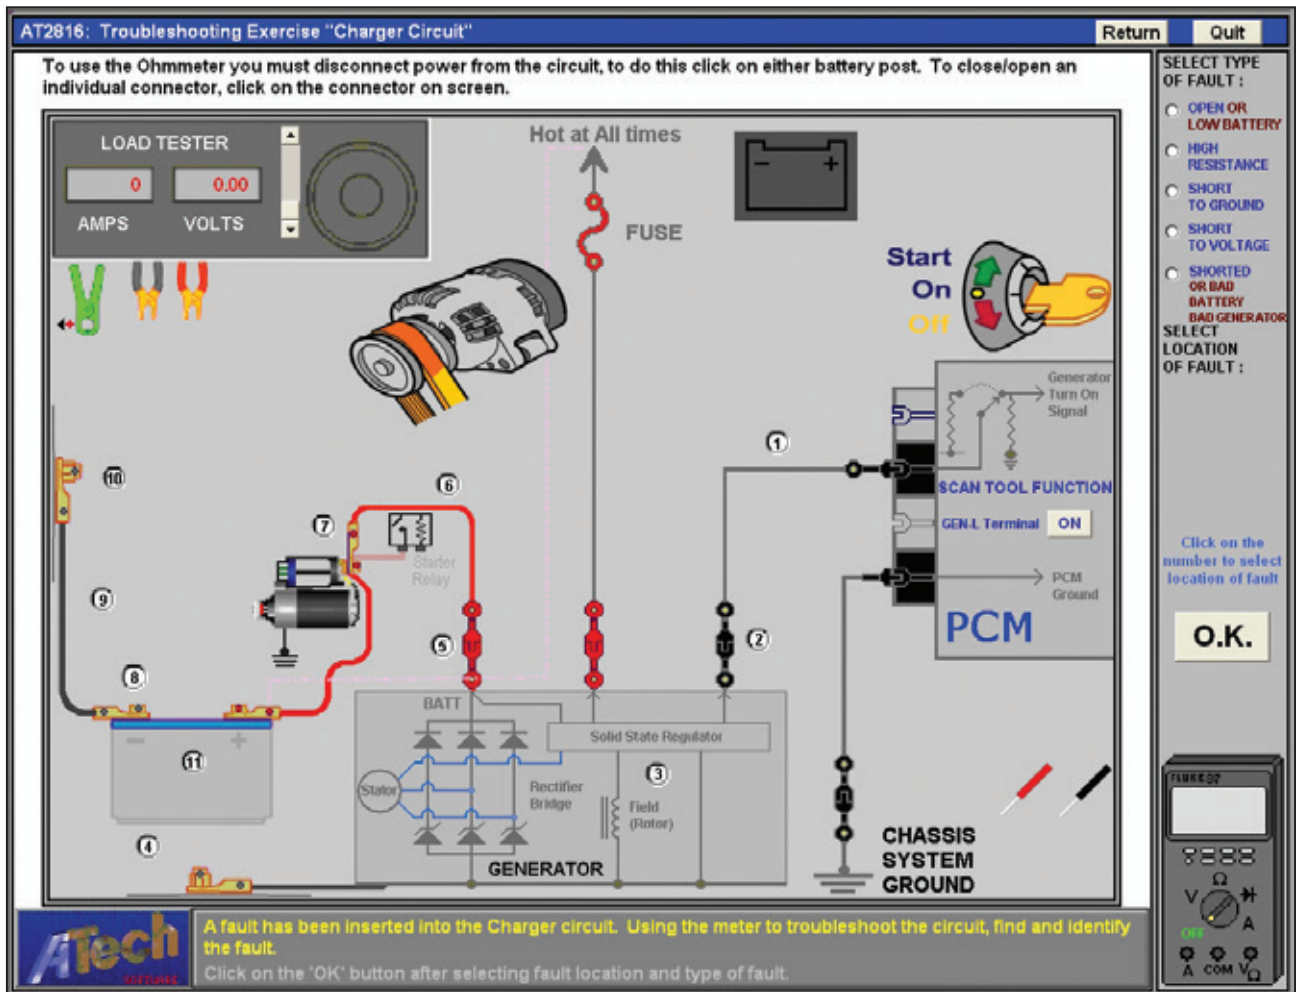 AT2816: Troubleshooting Exercise "Charger Circuit"
Return
Quit
To use the Ohmmeter you must disconnect power from the circuit, to do this click on either battery post. To close/open an
individual connector, click on the connector on screen.
SELECT TYPE
OF FAULT :
OPEN OR
LOW BATTERY
HIGH
RESISTANCE
SHORT
TO GROUND
SHORT
TO VOLTAGE
SHORTED
OR BAD
BATTERY
BAD GENERATOR
SELECT
LOCATION
OF FAULT :
Click on the
number to select
location of fault
O.K.
LOAD TESTER
0
0.00
AMPS
VOLTS
Hot at All times
FUSE
- +
Start
On
Off
Generator
Turn On
Signal
SCAN TOOL FUNCTION
GEN-L Terminal
ON
PCM
Ground
PCM
1
10
6
7
Starter
Relay
9
5
2
8
- +
11
BATT
Solid State Regulator
3
Stator
Rectifier
Bridge
Field
(Rotor)
GENERATOR
4
CHASSIS
SYSTEM
GROUND
FLUKE 87
Ω
V
A
OFF
A COM VΩ
ATech
SOFTWARE
A fault has been inserted into the Charger circuit. Using the meter to troubleshoot the circuit, find and identify
the fault.
Click on the 'OK' button after selecting fault location and type of fault.